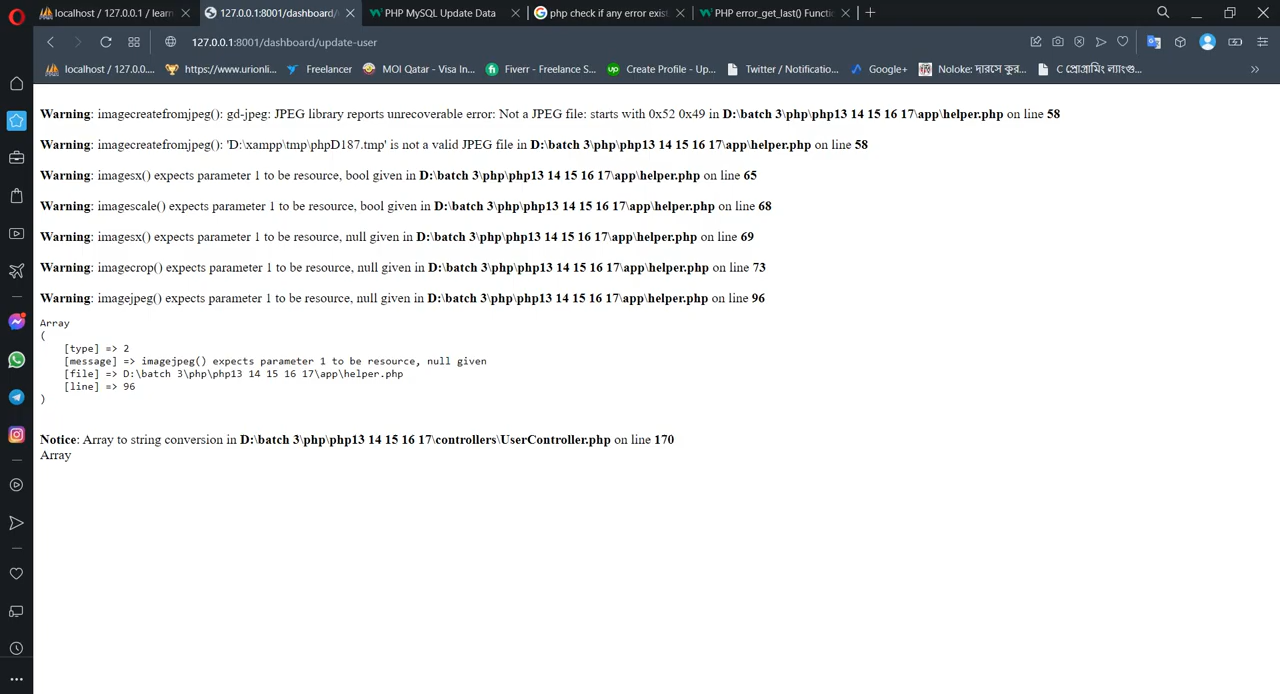 localhost / 127.0.0.1 / learn
127.0.0.1:8001/dashboard/
PHP MySQL Update Data
php check if any error exis
PHP error_get_last() Functi
127.0.0.1:8001/dashboard/update-user
localhost / 127.0.0....
https://www.urionli...
Freelancer
MOI Qatar - Visa In...
Fiverr - Freelance S...
Create Profile - Up...
Twitter / Notificatio...
Google+
Noloke: দারসে কুর...
C প্রোগ্রামিং ল্যাংগু...
Warning: imagecreatefromjpeg(): gd-jpeg: JPEG library reports unrecoverable error: Not a JPEG file: starts with 0x52 0x49 in D:\batch 3\php\php13 14 15 16 17\app\helper.php on line 58
Warning: imagecreatefromjpeg(): 'D:\xampp\tmp\phpD187.tmp' is not a valid JPEG file in D:\batch 3\php\php13 14 15 16 17\app\helper.php on line 58
Warning: imagesx() expects parameter 1 to be resource, bool given in D:\batch 3\php\php13 14 15 16 17\app\helper.php on line 65
Warning: imagescale() expects parameter 1 to be resource, bool given in D:\batch 3\php\php13 14 15 16 17\app\helper.php on line 68
Warning: imagesx() expects parameter 1 to be resource, null given in D:\batch 3\php\php13 14 15 16 17\app\helper.php on line 69
Warning: imagecrop() expects parameter 1 to be resource, null given in D:\batch 3\php\php13 14 15 16 17\app\helper.php on line 73
Warning: imagejpeg() expects parameter 1 to be resource, null given in D:\batch 3\php\php13 14 15 16 17\app\helper.php on line 96
Array
(
[type] => 2
[message] => imagejpeg() expects parameter 1 to be resource, null given
[file] => D:\batch 3\php\php13 14 15 16 17\app\helper.php
[line] => 96
)
Notice: Array to string conversion in D:\batch 3\php\php13 14 15 16 17\controllers\UserController.php on line 170
Array